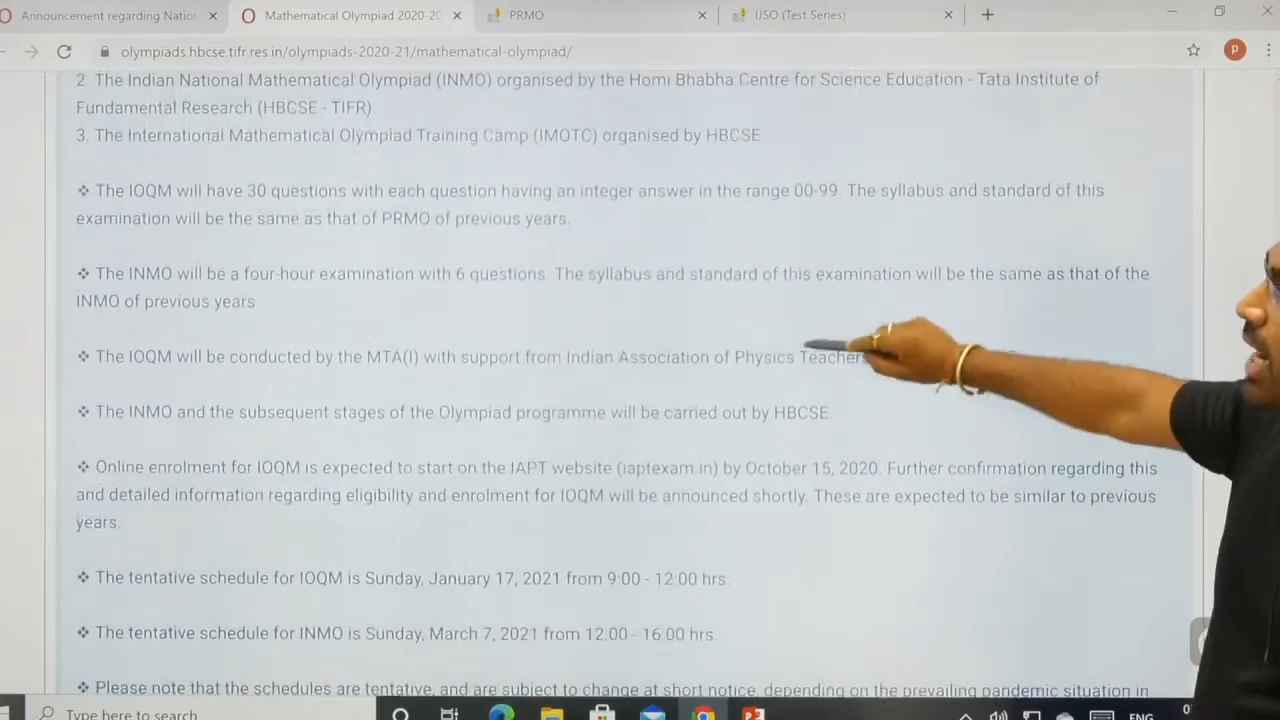 Announcement regarding Nation
Mathematical Olympiad 2020-20
PRMO
IJSO (Test Series)
olympiads.hbcse.tifr.res.in/olympiads-2020-21/mathematical-olympiad/
P
2. The Indian National Mathematical Olympiad (INMO) organised by the Homi Bhabha Centre for Science Education - Tata Institute of
Fundamental Research (HBCSE - TIFR)
3. The International Mathematical Olympiad Training Camp (IMOTC) organised by HBCSE
❖ The IOQM will have 30 questions with each question having an integer answer in the range 00-99. The syllabus and standard of this
examination will be the same as that of PRMO of previous years.
❖ The INMO will be a four-hour examination with 6 questions. The syllabus and standard of this examination will be the same as that of the
INMO of previous years
❖ The IOQM will be conducted by the MTA(I) with support from Indian Association of Physics Teachers
❖ The INMO and the subsequent stages of the Olympiad programme will be carried out by HBCSE.
❖ Online enrolment for IOQM is expected to start on the IAPT website (iaptexam.in) by October 15, 2020. Further confirmation regarding this
and detailed information regarding eligibility and enrolment for IOQM will be announced shortly. These are expected to be similar to previous
years.
❖ The tentative schedule for IOQM is Sunday, January 17, 2021 from 9:00 - 12:00 hrs.
❖ The tentative schedule for INMO is Sunday, March 7, 2021 from 12.00 - 16.00 hrs.
❖ Please note that the schedules are tentative, and are subject to change at short notice, depending on the prevailing pandemic situation in
Type here to search
ENG